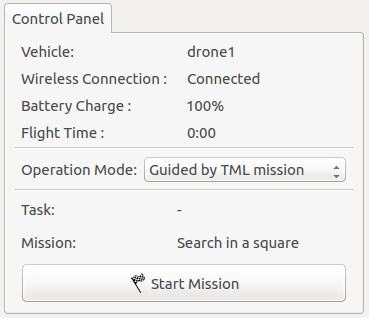 Control Panel
Vehicle: drone1
Wireless Connection : Connected
Battery Charge : 100%
Flight Time : 0:00
Operation Mode: Guided by TML mission
Task: -
Mission: Search in a square
Start Mission